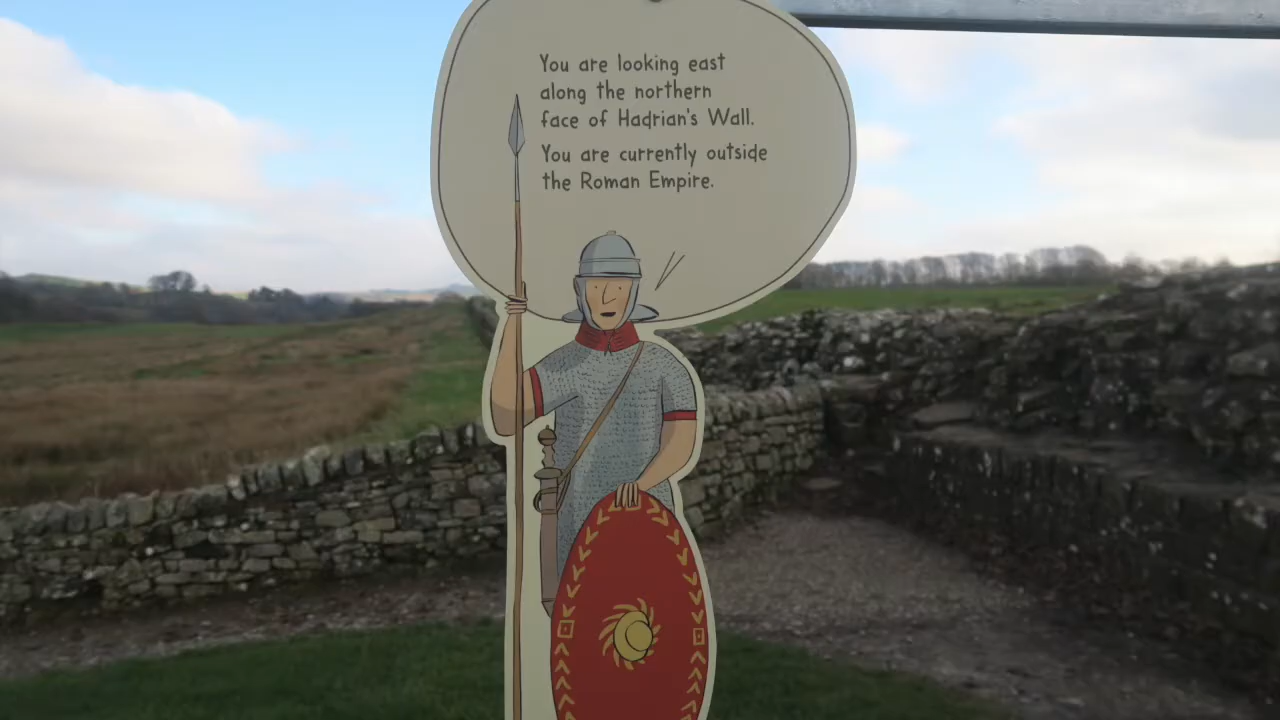 You are looking east
along the northern
face of Hadrian's Wall.
You are currently outside
the Roman Empire.